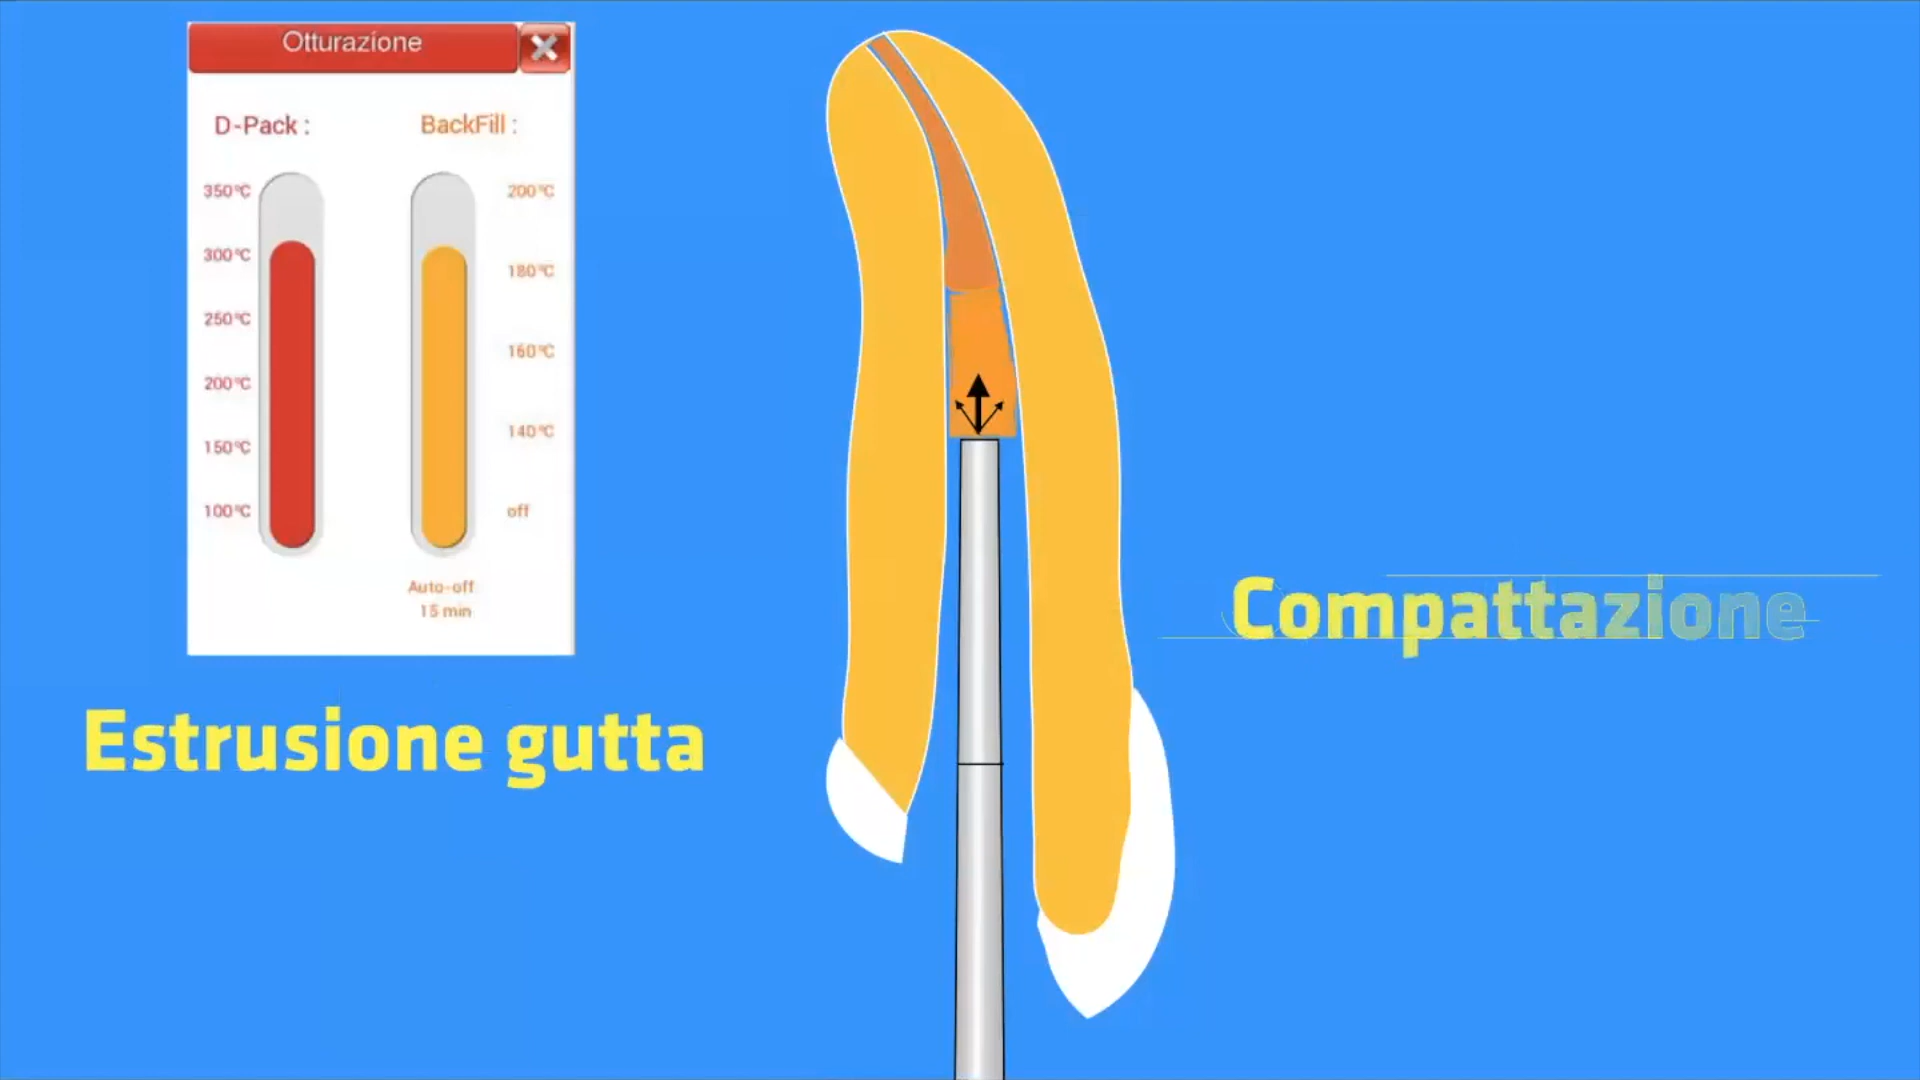 Otturazione
D-Pack :
BackFill :
350°C
300°C
250°C
200°C
150°C
100°C
200°C
180°C
160°C
140°C
off
Auto-off
15 min
Estrusione gutta
Compattazione